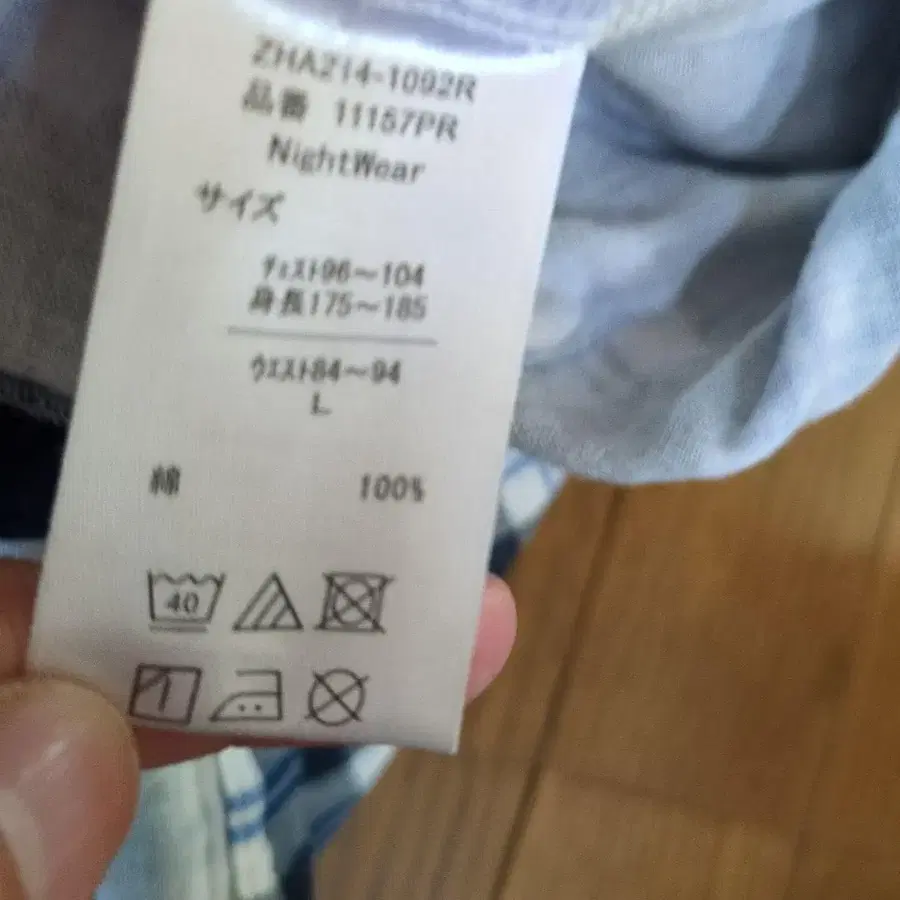 ZHA214-1092R
品番 11157PR
NightWear
サイズ
チェスト96～104
身長175～185
ウエスト84～94
L
綿 100%
40